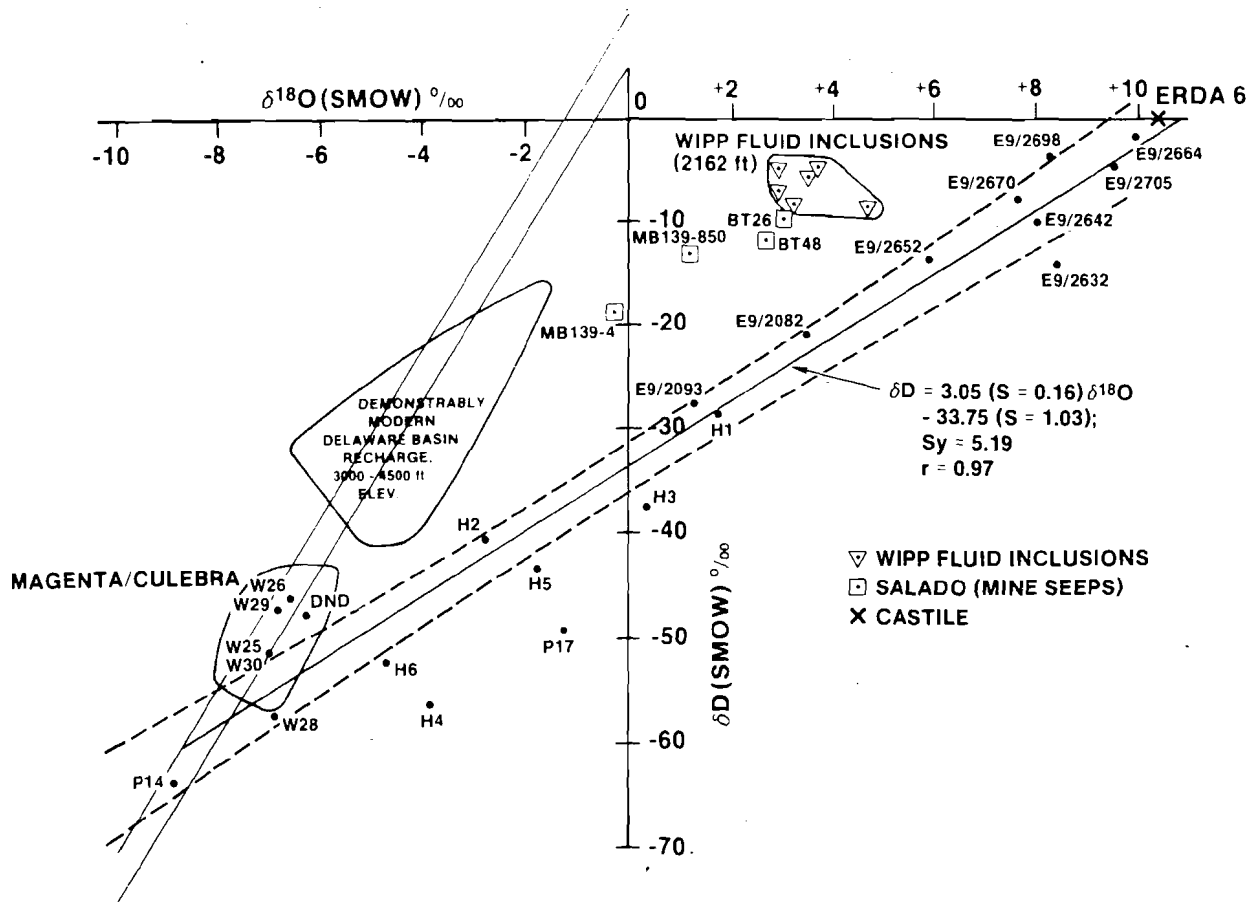 δ¹⁸O (SMOW) ‰
-10 -8 -6 -4 -2 0 +2 +4 +6 +8 +10
ERDA 6
WIPP FLUID INCLUSIONS
(2162 ft)
E9/2698
E9/2664
E9/2670
E9/2705
BT26
E9/2642
MB139-850
BT48
E9/2652
E9/2632
MB139-4
E9/2082
E9/2093
H1
DEMONSTRABLY
MODERN
DELAWARE BASIN
RECHARGE.
3000 - 4500 ft
ELEV.
δD = 3.05 (S = 0.16) δ¹⁸O
- 33.75 (S = 1.03);
Sy = 5.19
r = 0.97
H3
H2
H5
P17
H6
H4
MAGENTA/CULEBRA
W26
W29
DND
W25
W30
W28
P14
-10
-20
-30
-40
-50
-60
-70
δD (SMOW) ‰
WIPP FLUID INCLUSIONS
SALADO (MINE SEEPS)
CASTILE